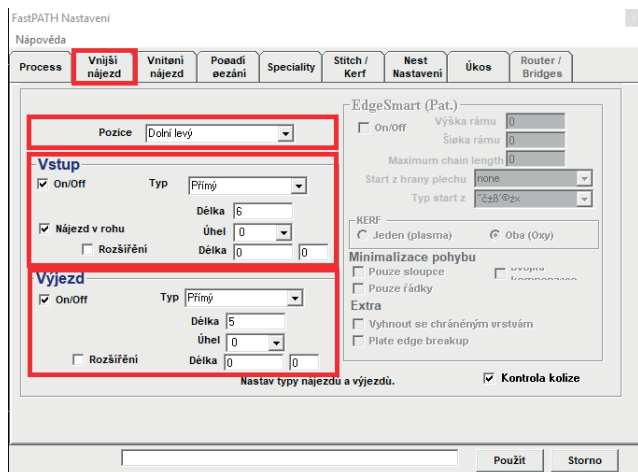 FastPATH Nastavení
Nápověda
Process
Vnìjší nájezd
Vnitøní nájezd
Poøadí øezání
Speciality
Stitch / Kerf
Nest Nastavení
Úkos
Router / Bridges
Pozice Dolní levý
Vstup
On/Off Typ Přímý
Délka 6
Nájezd v rohu Úhel 0
Rozšíření Délka 0 0
Výjezd
On/Off Typ Přímý
Délka 5
Úhel 0
Rozšíření Délka 0 0
EdgeSmart (Pat.)
On/Off Výška rámu 0
Šíøka rámu 0
Maximum chain length 0
Start z hrany plechu none
Typ start z
KERF
Jeden (plasma) Oba (Oxy)
Minimalizace pohybu
Pouze sloupce
Pouze řádky
Extra
Vyhnout se chráněným vrstvám
Plate edge breakup
Nastav typy nájezdu a výjezdů.
Kontrola kolize
Použít Storno